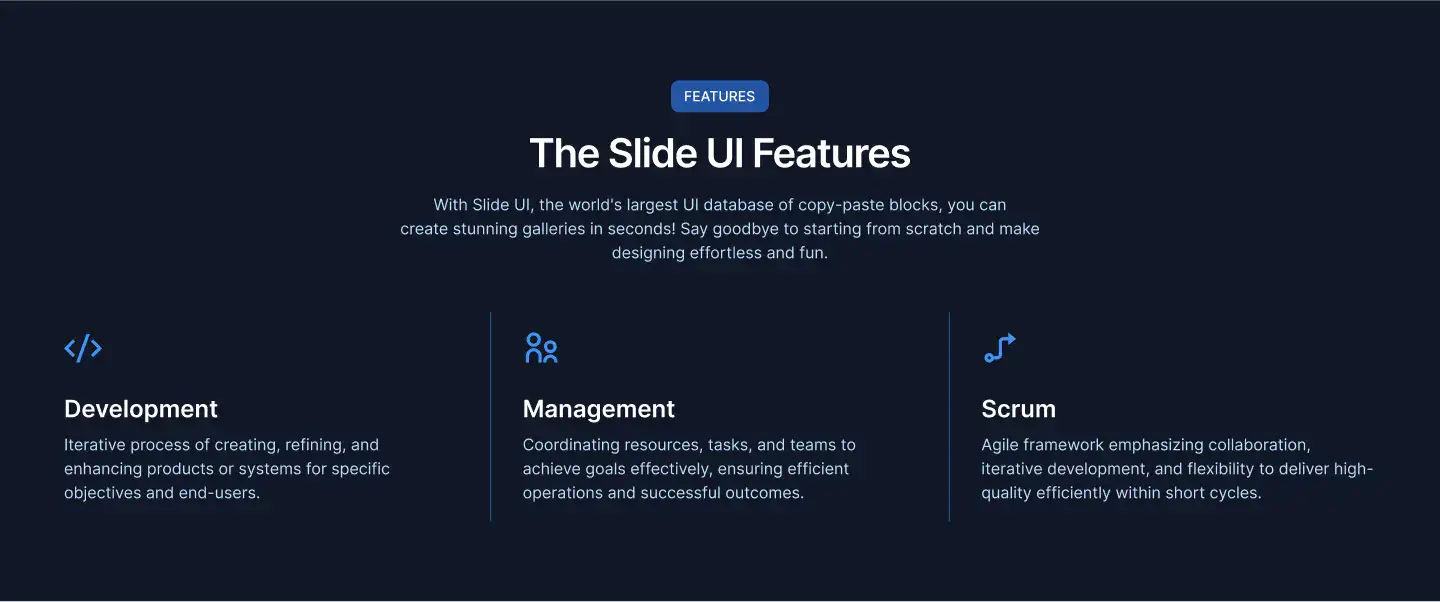 FEATURES
The Slide UI Features
With Slide UI, the world's largest UI database of copy-paste blocks, you can
create stunning galleries in seconds! Say goodbye to starting from scratch and make
designing effortless and fun.
Development
Iterative process of creating, refining, and
enhancing products or systems for specific
objectives and end-users.
Management
Coordinating resources, tasks, and teams to
achieve goals effectively, ensuring efficient
operations and successful outcomes.
Scrum
Agile framework emphasizing collaboration,
iterative development, and flexibility to deliver high-
quality efficiently within short cycles.